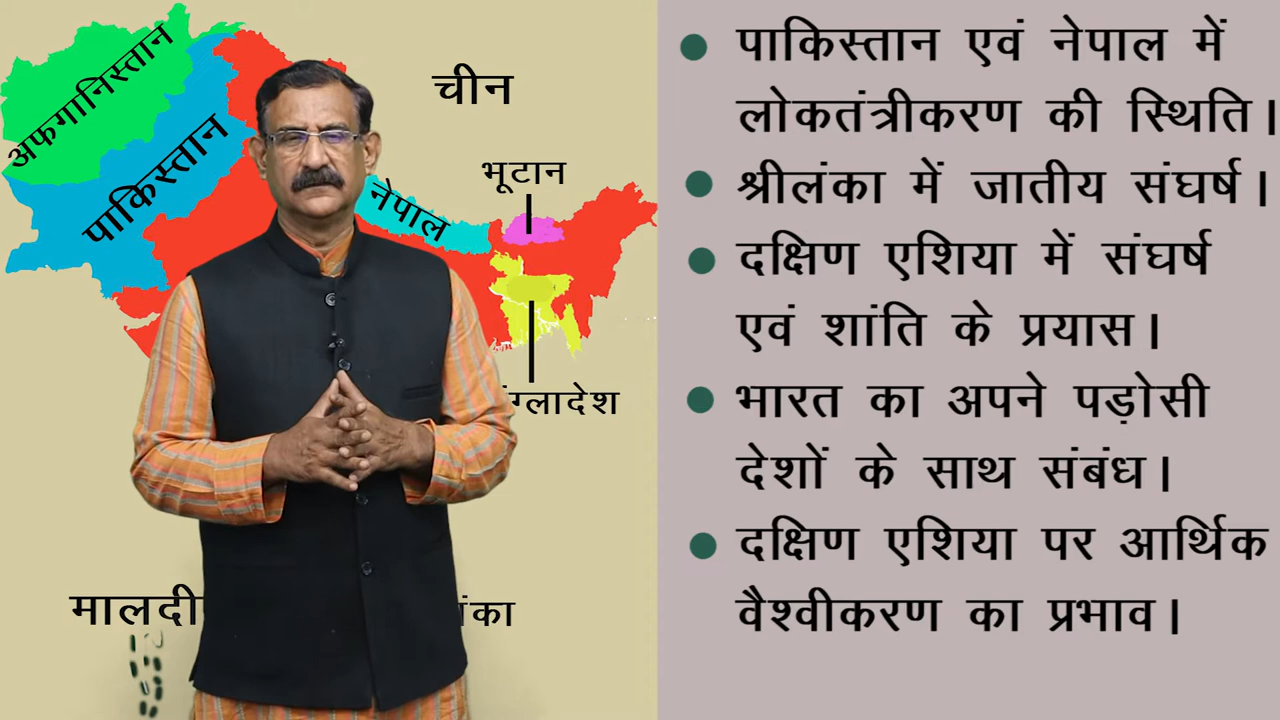 अफगानिस्तान
पाकिस्तान
चीन
भूटान
नेपाल
पाकिस्तान एवं नेपाल में
लोकतंत्रीकरण की स्थिति।
श्रीलंका में जातीय संघर्ष।
दक्षिण एशिया में संघर्ष
एवं शांति के प्रयास।
भारत का अपने पड़ोसी
देशों के साथ संबंध।
दक्षिण एशिया पर आर्थिक
वैश्वीकरण का प्रभाव।